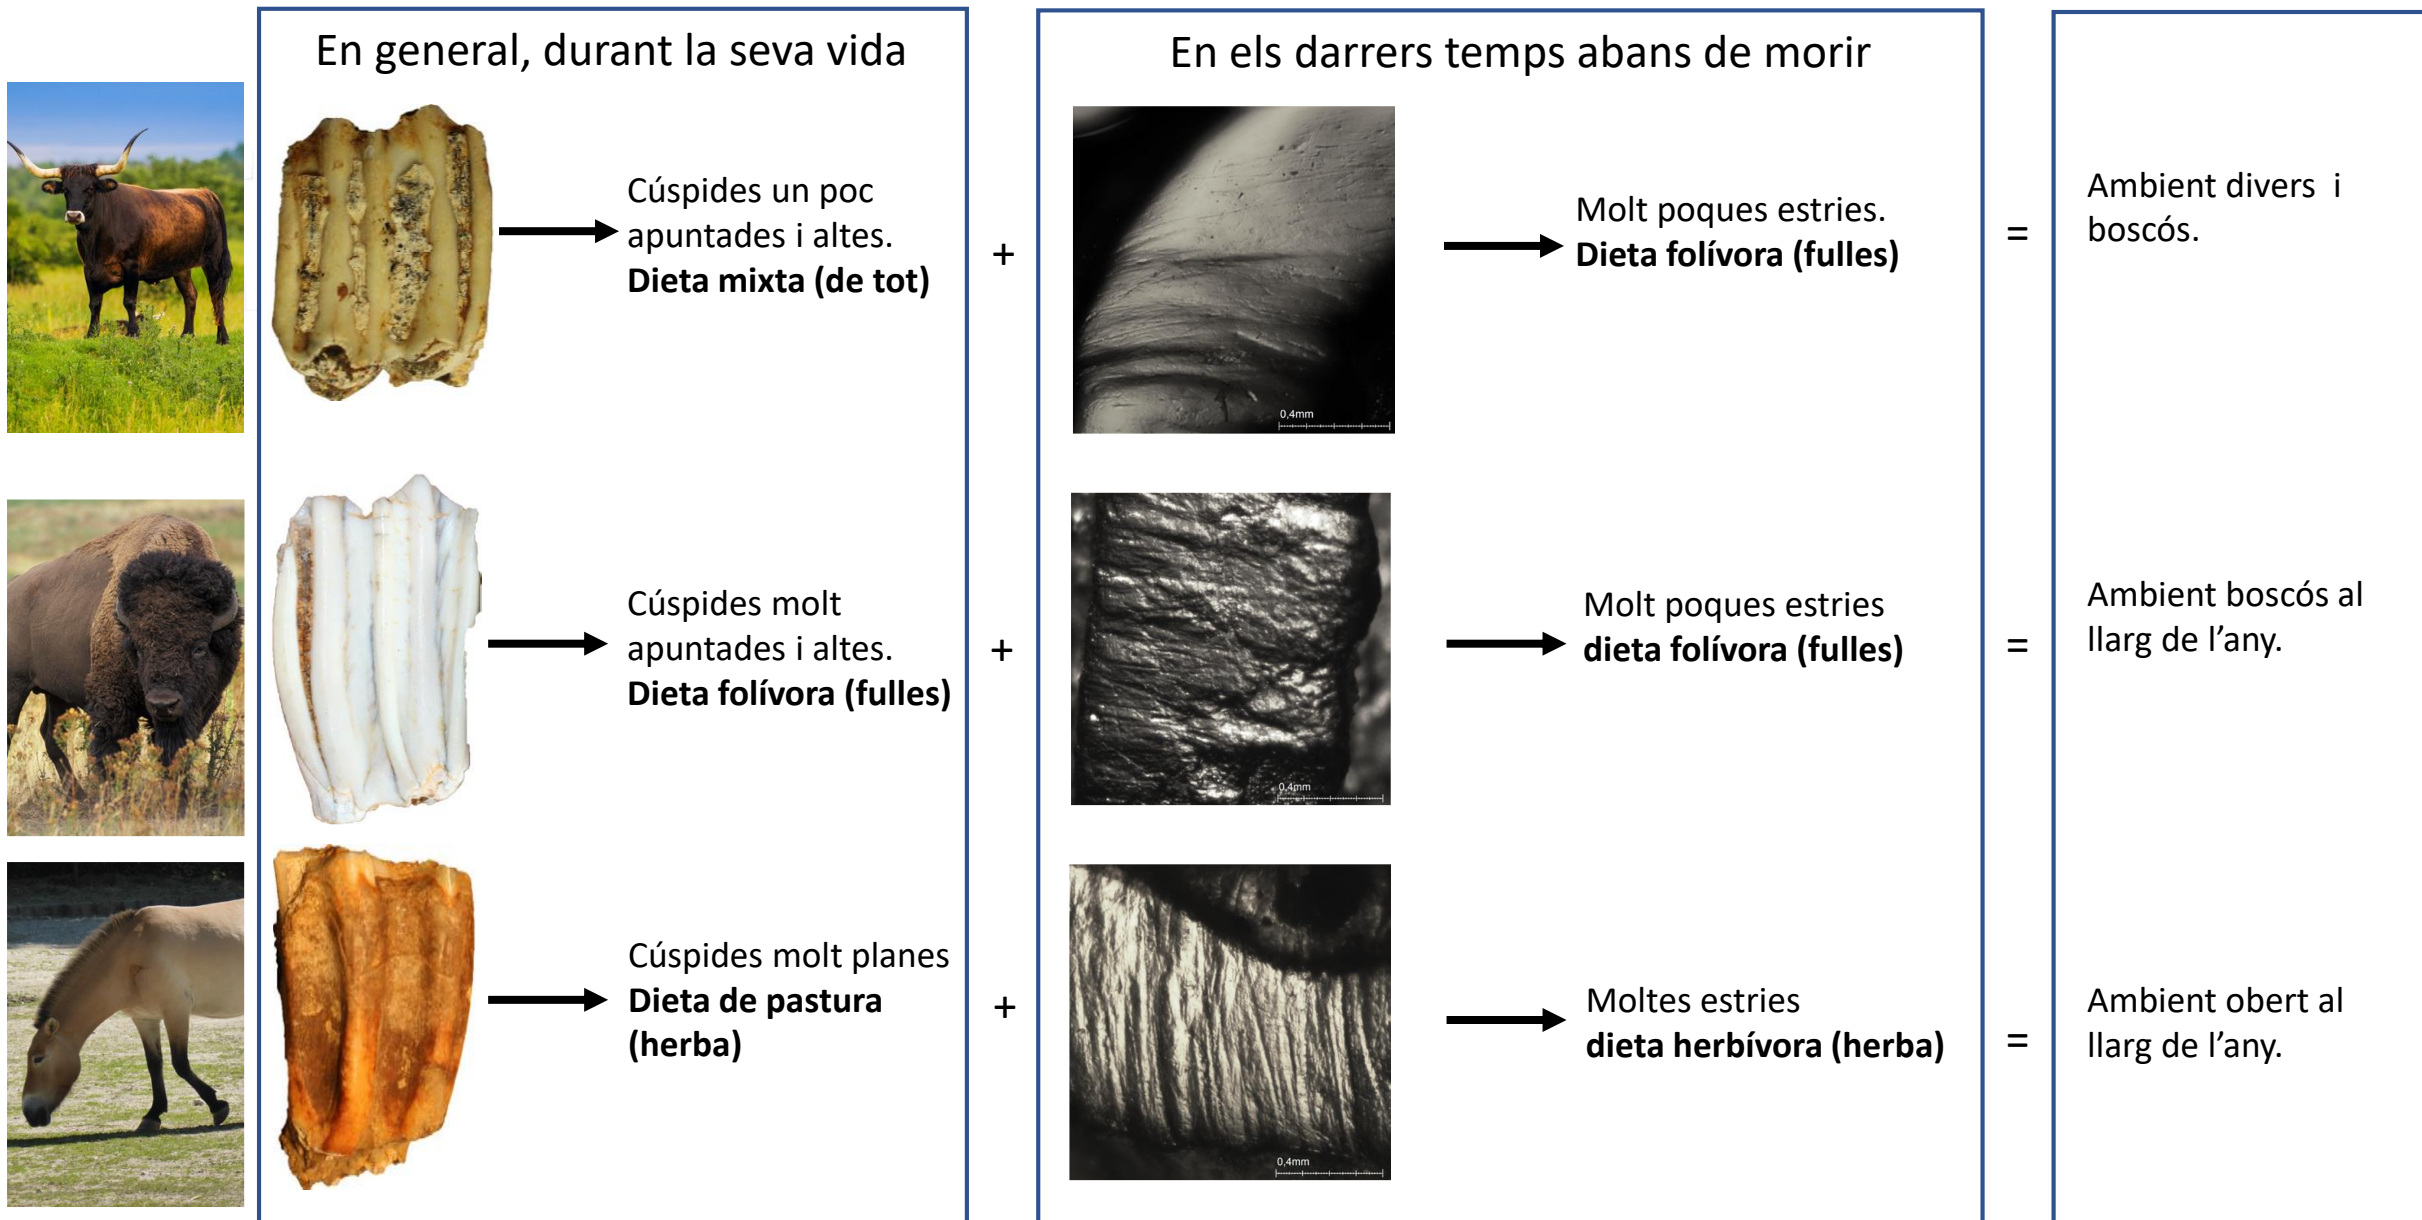 En general, durant la seva vida
En els darrers temps abans de morir
Cúspides un poc
apuntades i altes.
Dieta mixta (de tot)
+
0,4mm
Molt poques estries.
Dieta folívora (fulles)
=
Ambient divers i
boscós.
Cúspides molt
apuntades i altes.
Dieta folívora (fulles)
+
0,4mm
Molt poques estries
dieta folívora (fulles)
=
Ambient boscós al
llarg de l'any.
Cúspides molt planes
Dieta de pastura
(herba)
+
0,4mm
Moltes estries
dieta herbívora (herba)
=
Ambient obert al
llarg de l'any.